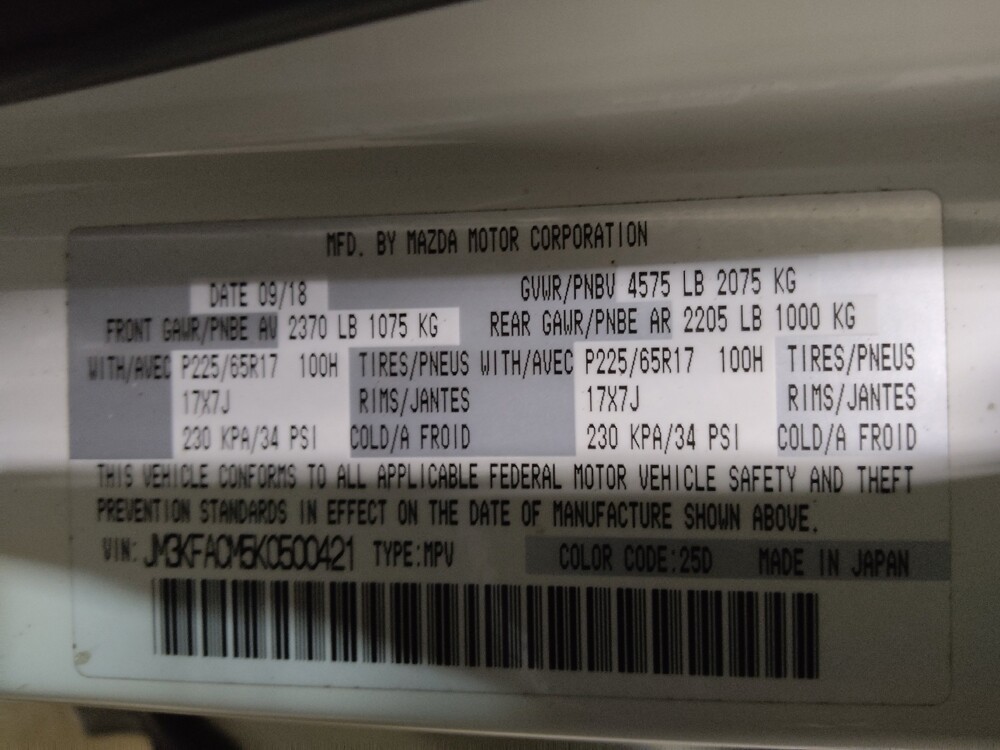 MFD. BY MAZDA MOTOR CORPORATION
DATE 09/18 GVWR/PNBV 4575 LB 2075 KG
FRONT GAWR/PNBE AV 2370 LB 1075 KG REAR GAWR/PNBE AR 2205 LB 1000 KG
WITH/AVEC P225/65R17 100H TIRES/PNEUS WITH/AVEC P225/65R17 100H TIRES/PNEUS
17X7J RIMS/JANTES 17X7J RIMS/JANTES
230 KPA/34 PSI COLD/A FROID 230 KPA/34 PSI COLD/A FROID
THIS VEHICLE CONFORMS TO ALL APPLICABLE FEDERAL MOTOR VEHICLE SAFETY AND THEFT
PREVENTION STANDARDS IN EFFECT ON THE DATE OF MANUFACTURE SHOWN ABOVE.
VIN: JM3KFACM5K0500421 TYPE:MPV COLOR CODE:25D MADE IN JAPAN